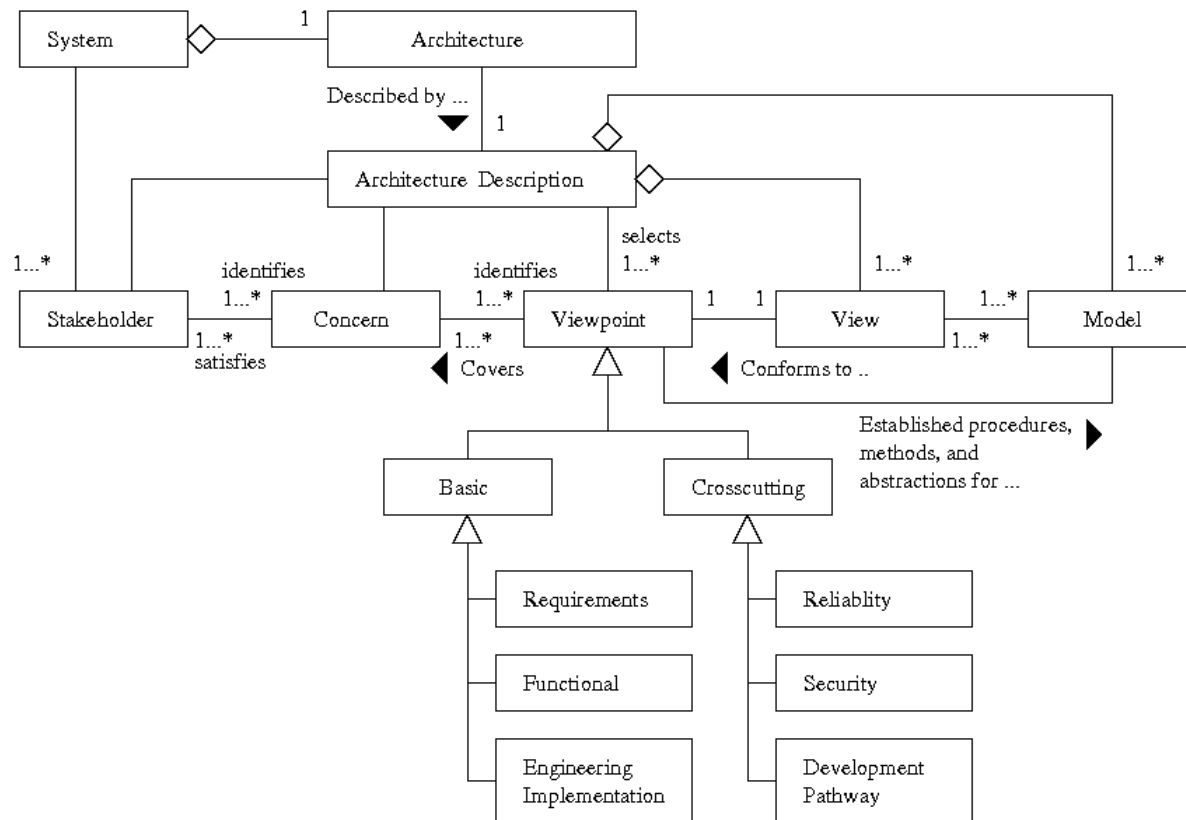 System
1
Architecture
Described by ...
1
Architecture Description
selects
1...*
identifies
1...*
identifies
1...*
1...*
1...*
Stakeholder
1...*
satisfies
Concern
1...*
Covers
Viewpoint
1
1
Conforms to ..
View
1...*
1...*
Model
Established procedures,
methods, and
abstractions for ...
Basic
Crosscutting
Requirements
Reliablity
Functional
Security
Engineering
Implementation
Development
Pathway
1...*